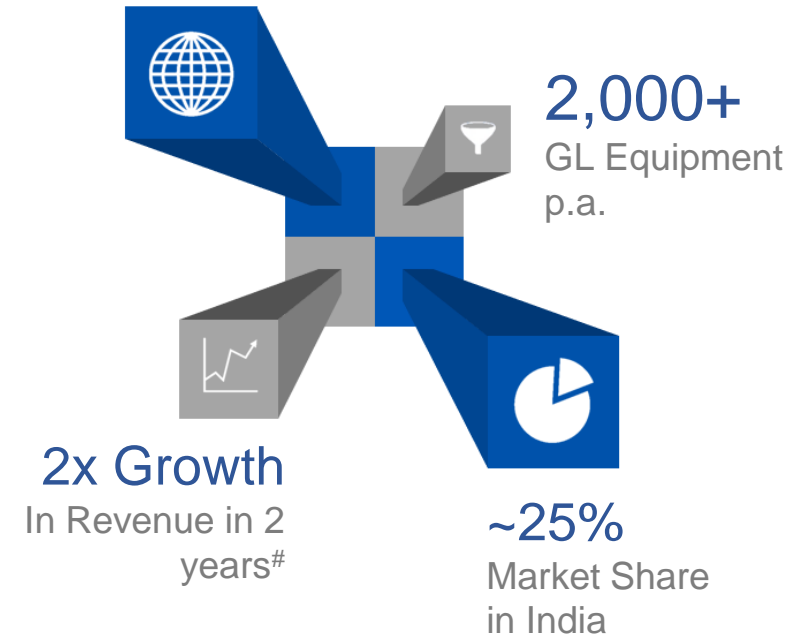 2,000+
GL Equipment
p.a.
2x Growth
In Revenue in 2
years#
~25%
Market Share
in India